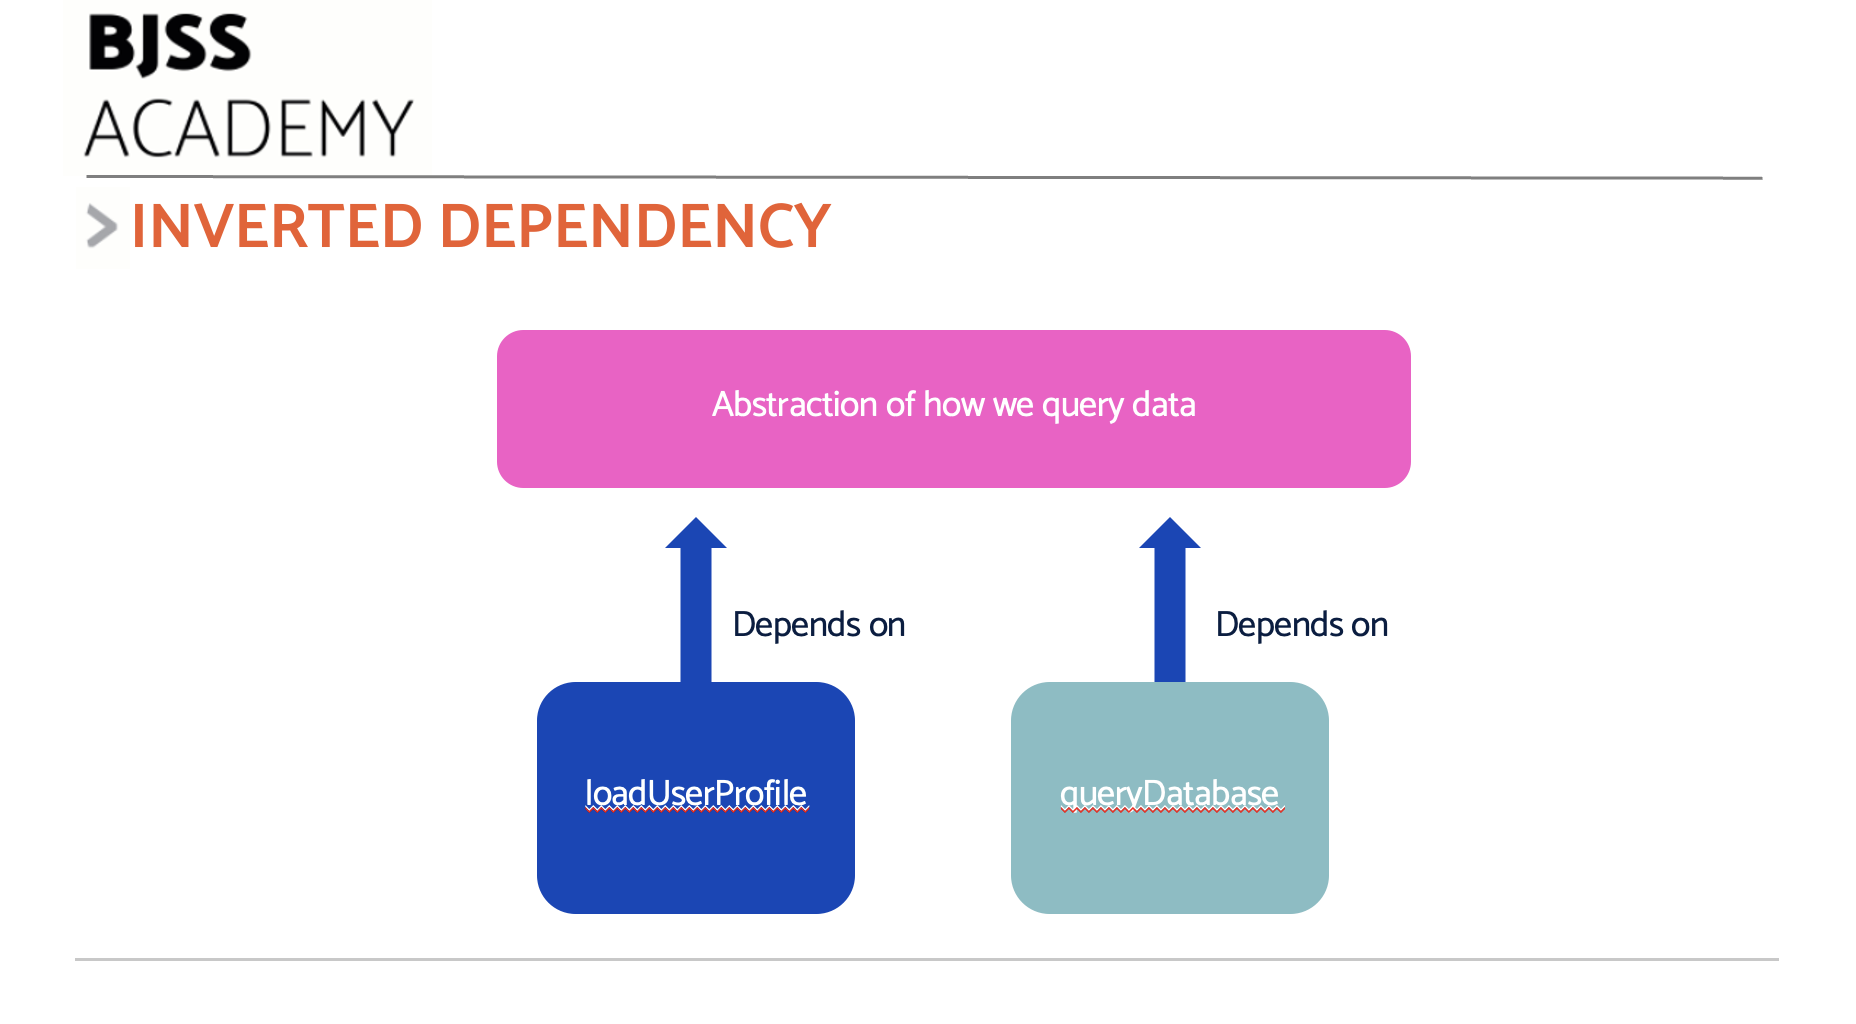 BJSS
ACADEMY
> INVERTED DEPENDENCY
Abstraction of how we query data
Depends on
Depends on
loadUserProfile
queryDatabase